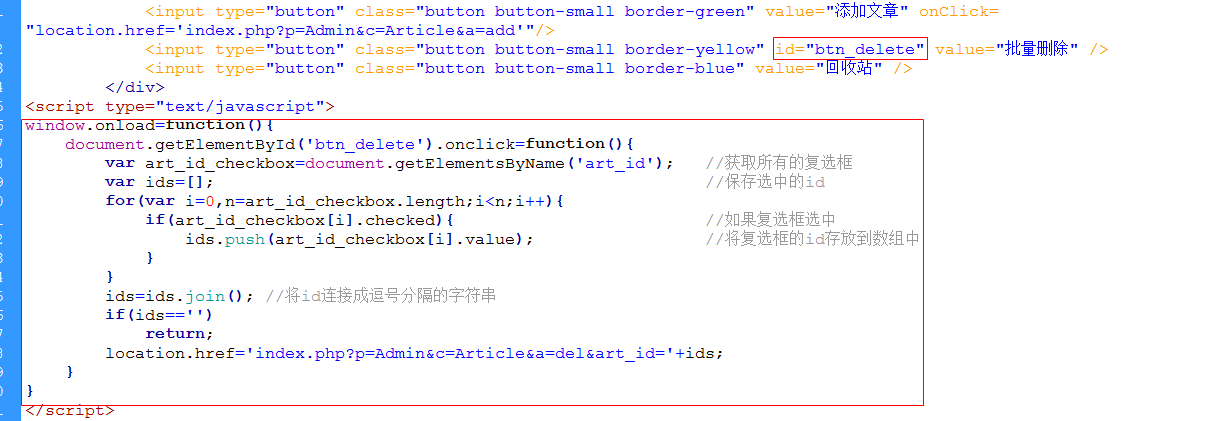 <input type="button" class="button button-small border-green" value="添加文章" onClick=
"location.href='index.php?p=Admin&c=Article&a=add'"/>
<input type="button" class="button button-small border-yellow" id="btn_delete" value="批量删除" />
<input type="button" class="button button-small border-blue" value="回收站" />
</div>
<script type="text/javascript">
window.onload=function(){
document.getElementById('btn_delete').onclick=function(){
var art_id_checkbox=document.getElementsByName('art_id'); //获取所有的复选框
var ids=[]; //保存选中的id
for(var i=0,n=art_id_checkbox.length;i<n;i++){
if(art_id_checkbox[i].checked){ //如果复选框选中
ids.push(art_id_checkbox[i].value); //将复选框的id存放到数组中
}
}
ids=ids.join(); //将id连接成逗号分隔的字符串
if(ids=='')
return;
location.href='index.php?p=Admin&c=Article&a=del&art_id='+ids;
}
}
</script>